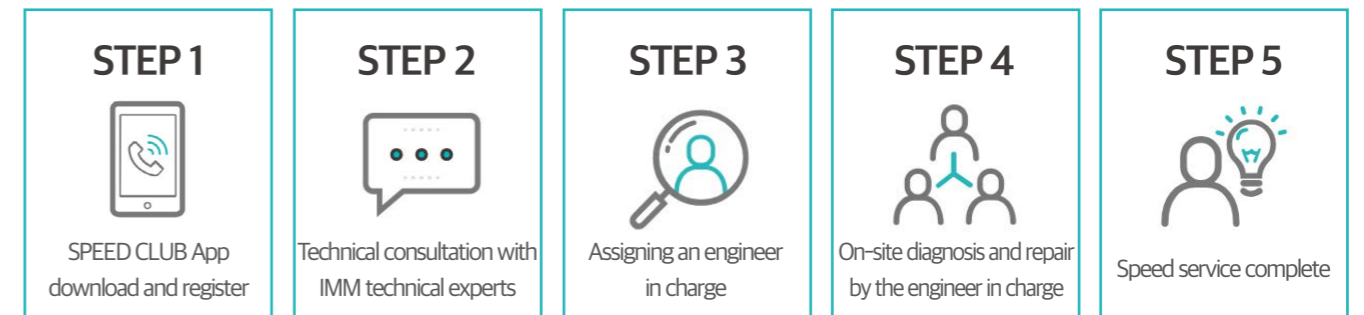 STEP 1
SPEED CLUB App
download and register
STEP 2
Technical consultation with
IMM technical experts
STEP 3
Assigning an engineer
in charge
STEP 4
On-site diagnosis and repair
by the engineer in charge
STEP 5
Speed service complete